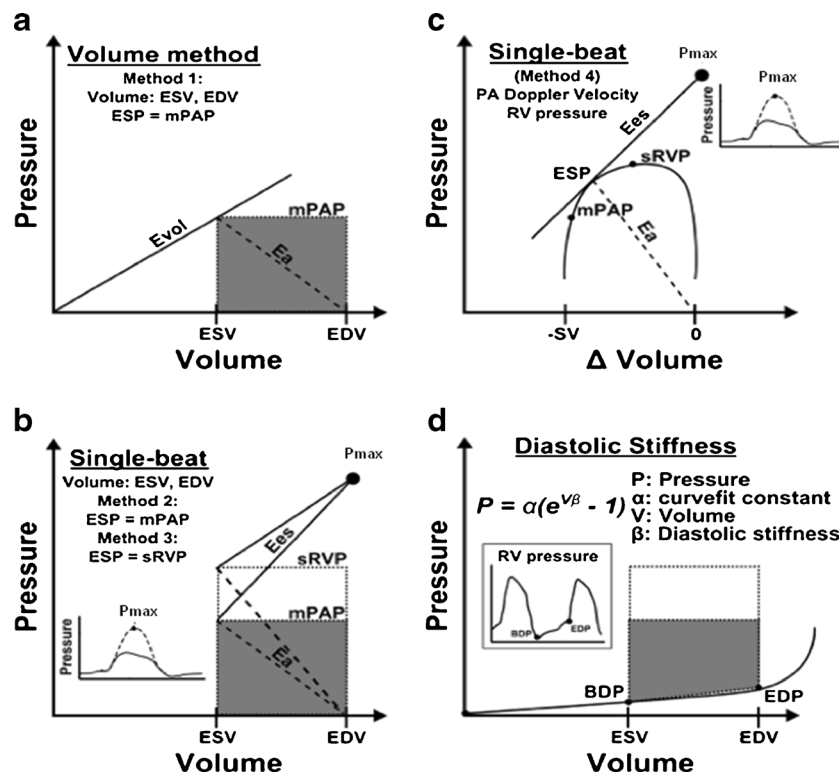 a
Volume method
Method 1:
Volume: ESV, EDV
ESP = mPAP
Pressure
Evol
mPAP
Ea
ESV
EDV
Volume
c
Single-beat
(Method 4)
PA Doppler Velocity
RV pressure
Pmax
Pressure
Pmax
Pressure
Ees
sRVP
ESP
mPAP
Ea
-SV
0
Δ Volume
b
Single-beat
Volume: ESV, EDV
Method 2:
ESP = mPAP
Method 3:
ESP = sRVP
Pmax
Pressure
Ees
sRVP
mPAP
Ea
Pmax
Pressure
ESV
EDV
Volume
d
Diastolic Stiffness
P = α(e^Vβ - 1)
P: Pressure
α: curvefit constant
V: Volume
β: Diastolic stiffness
Pressure
RV pressure
BDP
EDP
BDP
EDP
ESV
EDV
Volume